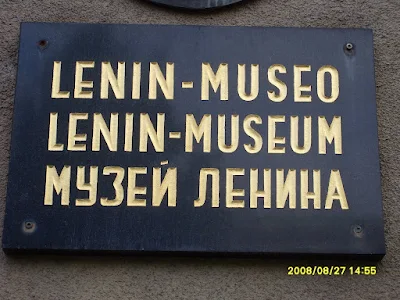 LENIN-MUSEO
LENIN-MUSEUM
МУЗЕЙ ЛЕНИНА
2008/08/27 14:55